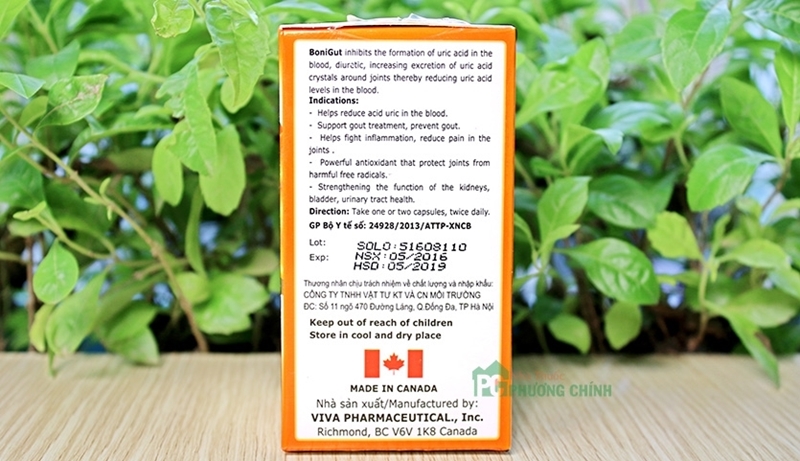 BoniGut inhibits the formation of uric acid in the
blood, diurctic, increasing excretion of uric acid
crystals around joints thereby reducing uric acid
levels in the blood.
Indications:
- Helps reduce acid uric in the blood.
- Support gout treatment, prevent gout.
- Helps fight inflammation, reduce pain in the
joints .
- Powerful antioxidant that protect joints from
harmful free radicals.
- Strengthening the function of the kidneys,
bladder, urinary tract health.
Direction: Take one or two capsules, twice daily.
GP Bộ Y tế số: 24928/2013/ATTP-XNCB
Lot: SOLO:51608110
Exp: NSX:05/2016
HSD:05/2019
Thương nhân chịu trách nhiệm về chất lượng và nhập khẩu:
CÔNG TY TNHH VẬT TƯ KT VÀ CN MÔI TRƯỜNG
ĐC: Số 11 ngõ 470 Đường Láng, Q.Đống Đa, TP Hà Nội
Keep out of reach of children
Store in cool and dry place
MADE IN CANADA
Nhà sản xuất/Manufactured by:
VIVA PHARMACEUTICAL., Inc.
Richmond, BC V6V 1K8 Canada
PG PHƯƠNG CHÍNH